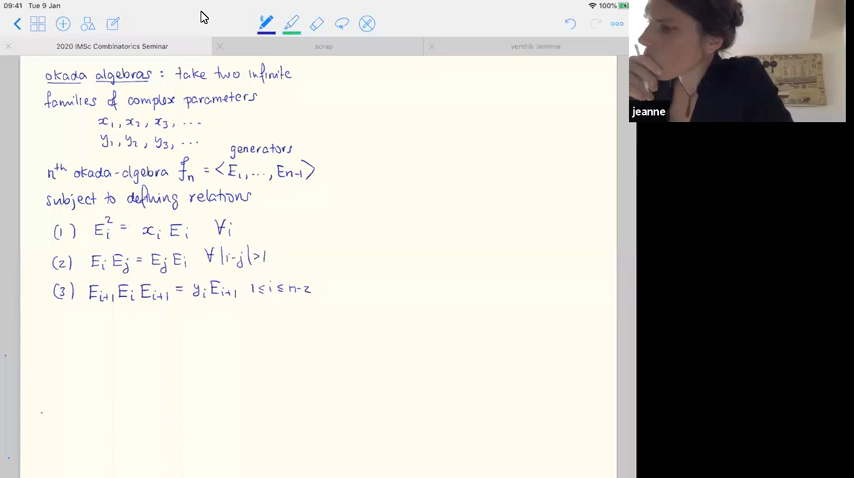 09:41 Tue 9 Jan
100%
2020 IMSc Combinatorics Seminar
scrap
vershik seminar
jeanne
okada algebras : take two infinite
families of complex parameters
x₁, x₂, x₃, ...
y₁, y₂, y₃, ...
generators
nᵗʰ okada-algebra fₙ = <E₁, ..., Eₙ₋₁>
subject to defining relations
(1) Eᵢ² = xᵢ Eᵢ ∀i
(2) Eᵢ Eⱼ = Eⱼ Eᵢ ∀ |i-j|>1
(3) Eᵢ₊₁ Eᵢ Eᵢ₊₁ = yᵢ Eᵢ₊₁ 1≤i≤n-2